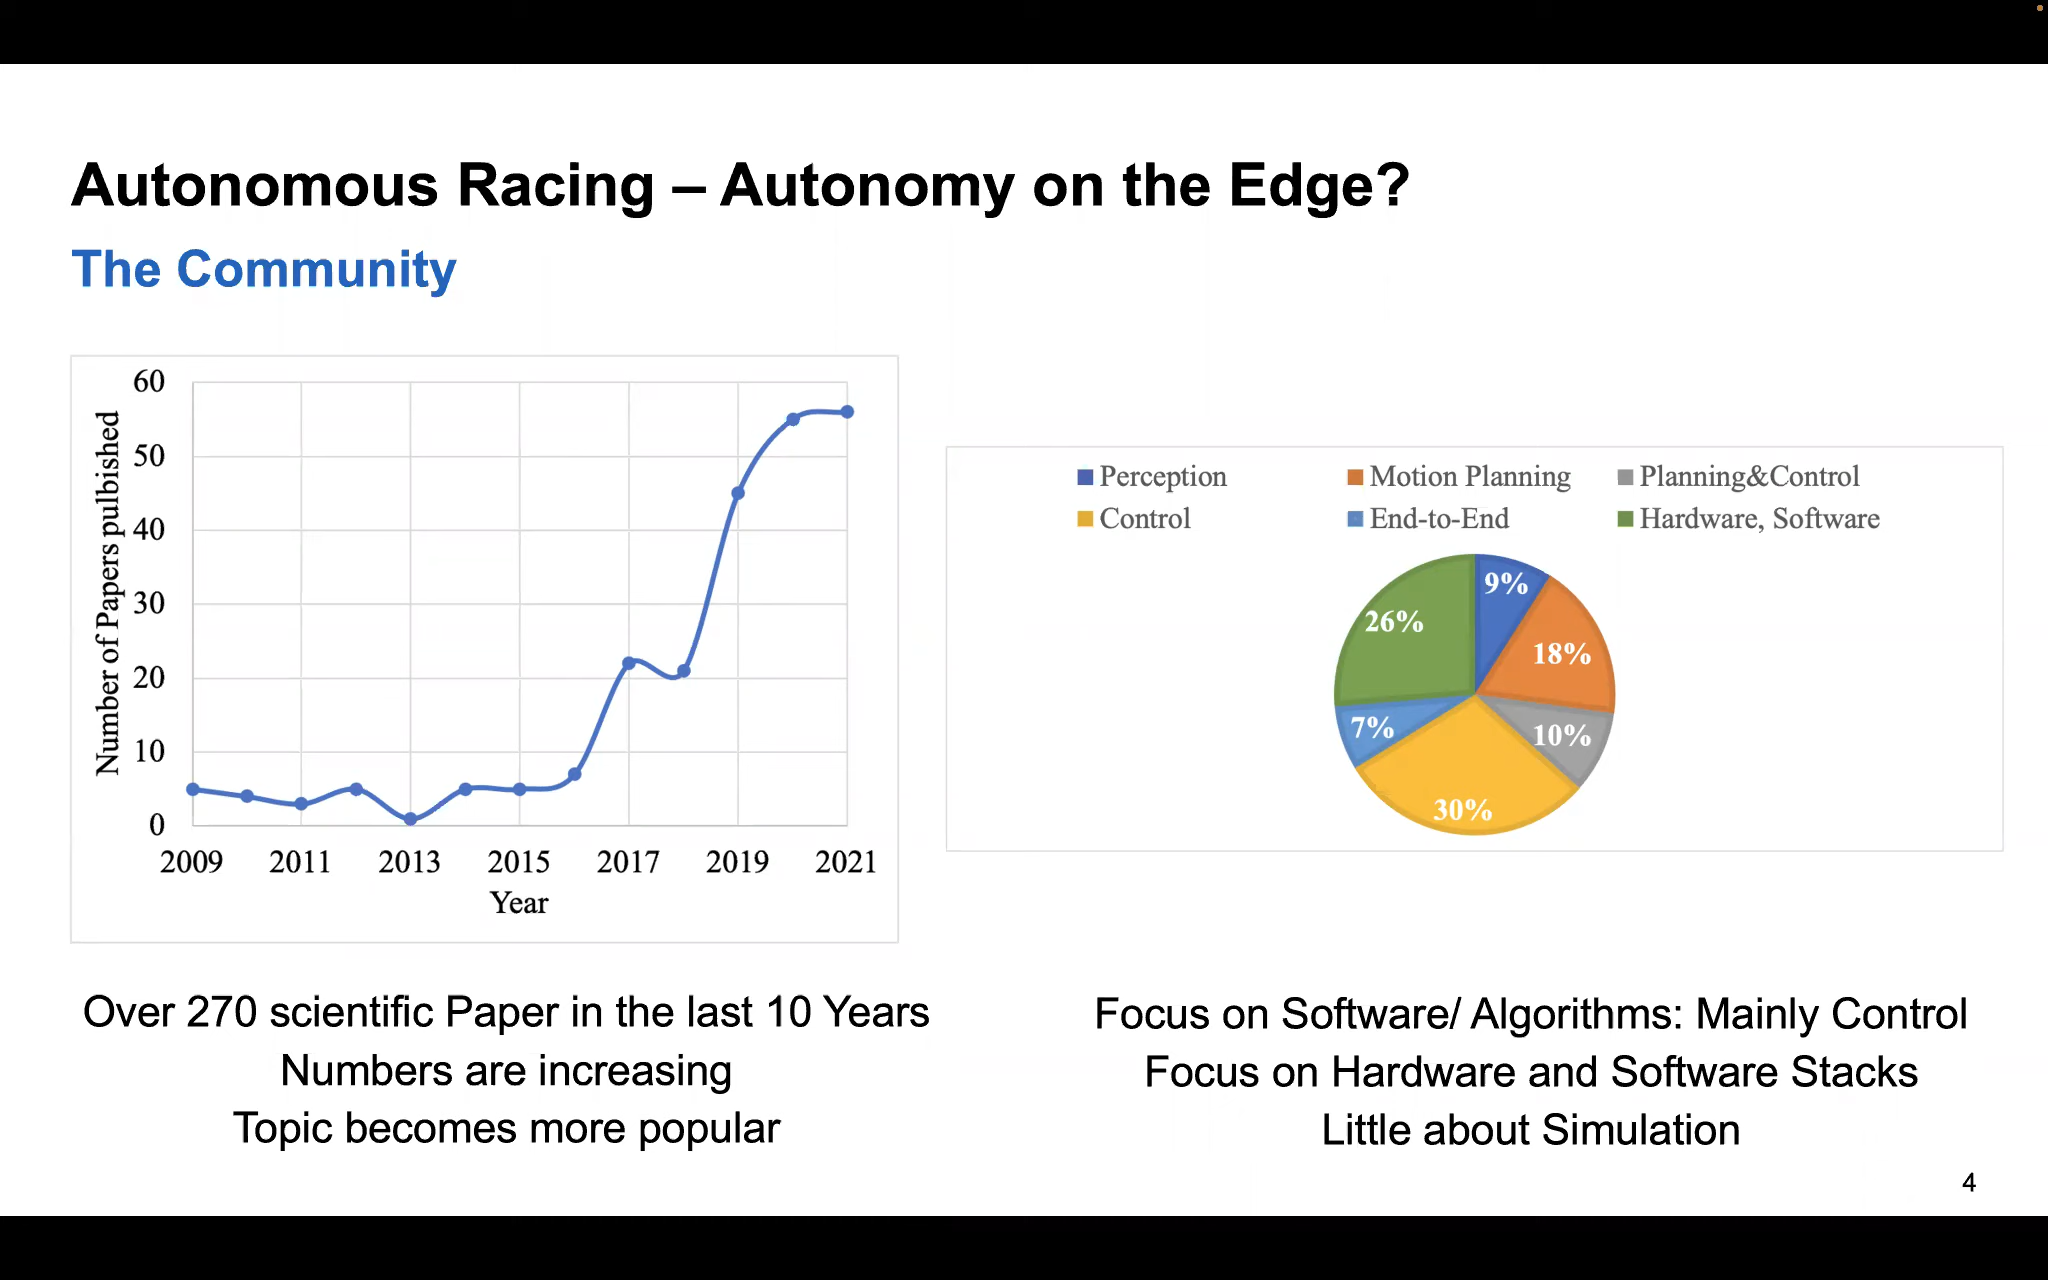 Autonomous Racing – Autonomy on the Edge?
The Community
60
50
40
30
20
10
0
Number of Papers pulbished
2009 2011 2013 2015 2017 2019 2021
Year
Perception Motion Planning Planning&Control
Control End-to-End Hardware, Software
9%
18%
10%
30%
7%
26%
Over 270 scientific Paper in the last 10 Years
Numbers are increasing
Topic becomes more popular
Focus on Software/ Algorithms: Mainly Control
Focus on Hardware and Software Stacks
Little about Simulation
4